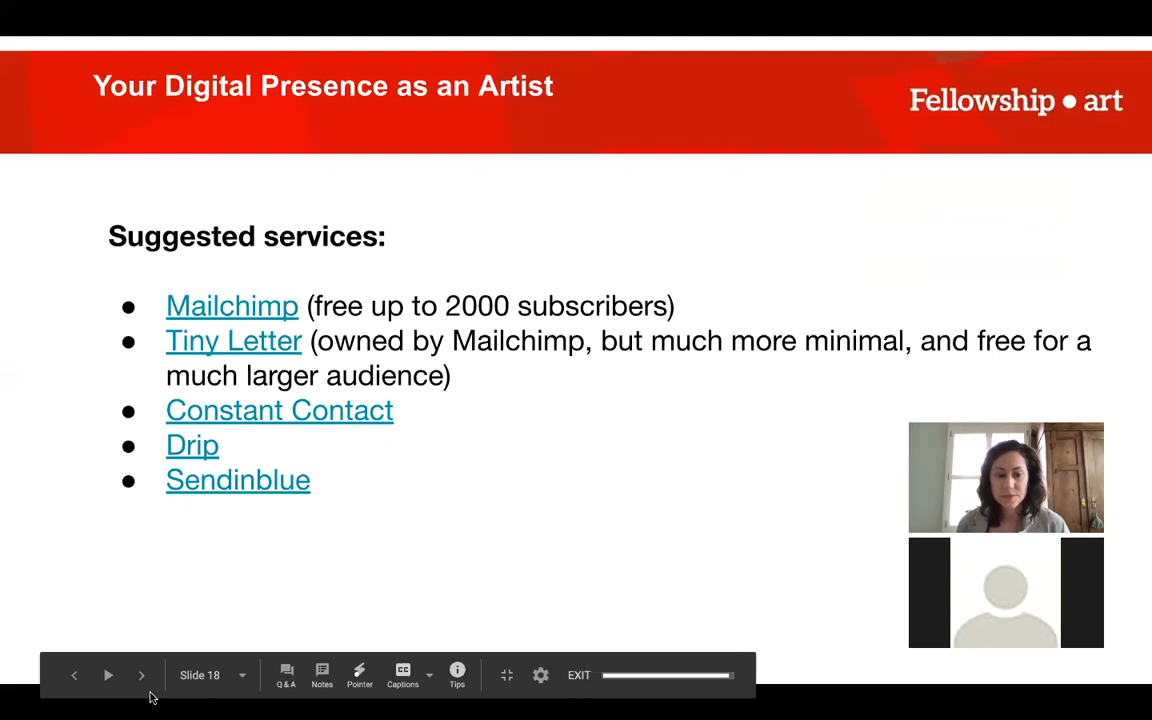 Your Digital Presence as an Artist
Fellowship ● art
Suggested services:
● Mailchimp (free up to 2000 subscribers)
● Tiny Letter (owned by Mailchimp, but much more minimal, and free for a
much larger audience)
● Constant Contact
● Drip
● Sendinblue
Slide 18
Q & A
Notes
Pointer
CC
Captions
Tips
EXIT